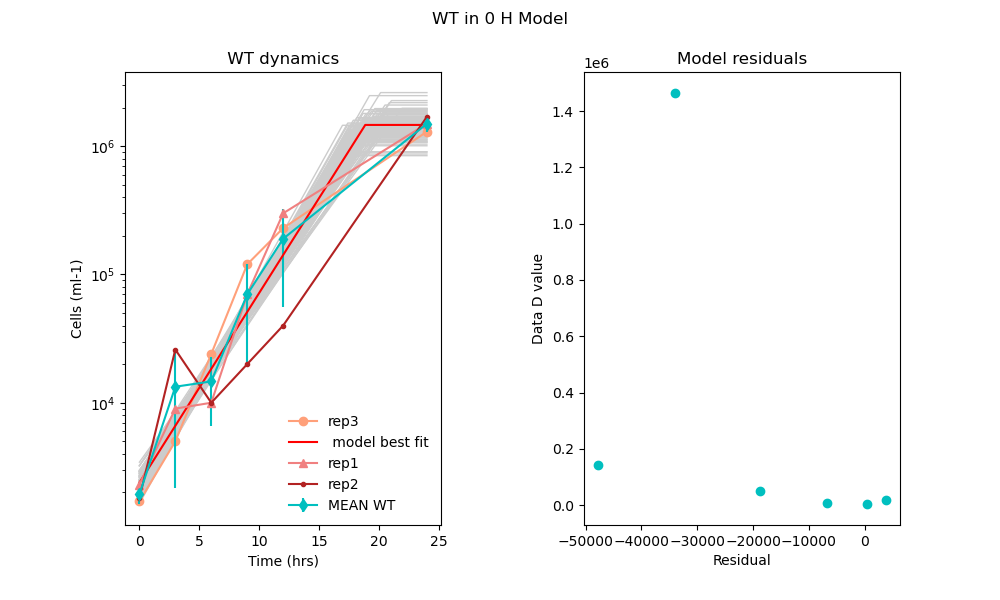 WT in 0 H Model
WT dynamics
Cells (ml-1)
10^6
10^5
10^4
0 5 10 15 20 25
Time (hrs)
rep3
model best fit
rep1
rep2
MEAN WT
Model residuals
1e6
Data D value
1.4
1.2
1.0
0.8
0.6
0.4
0.2
0.0
−50000 −40000 −30000 −20000 −10000 0
Residual